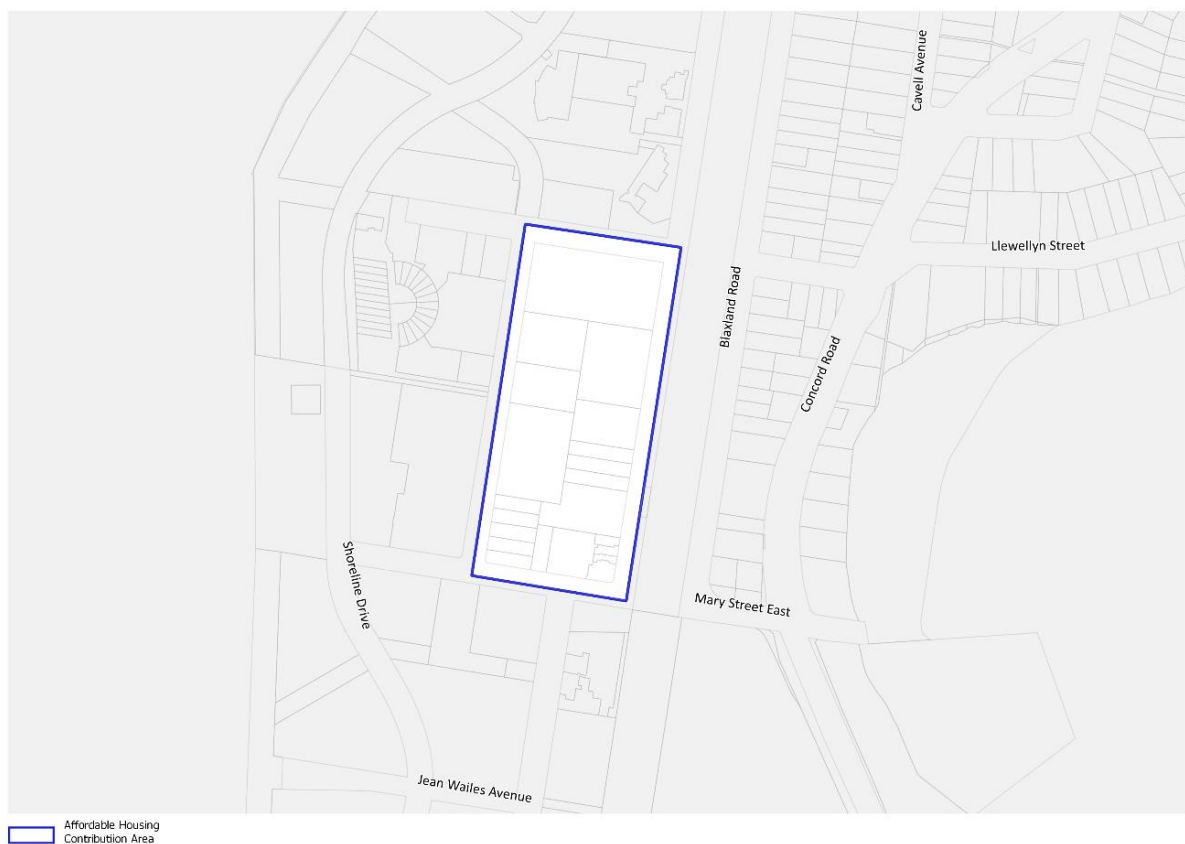 Cavell Avenue
Llewellyn Street
Blaxland Road
Concord Road
Shoreline Drive
Mary Street East
Jean Wailes Avenue
Affordable Housing
Contribution Area